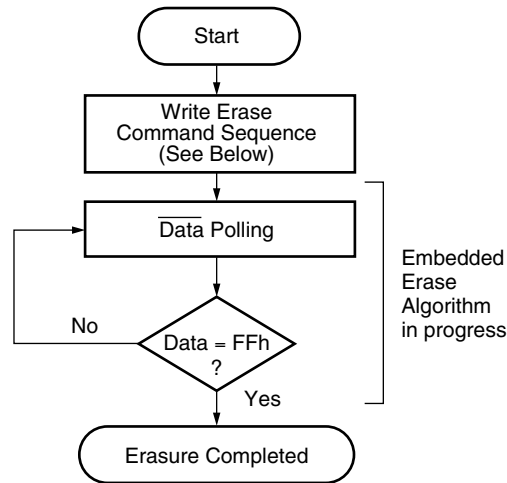 Start
Write Erase
Command Sequence
(See Below)
Data Polling
Embedded
Erase
Algorithm
in progress
No
Data = FFh
?
Yes
Erasure Completed